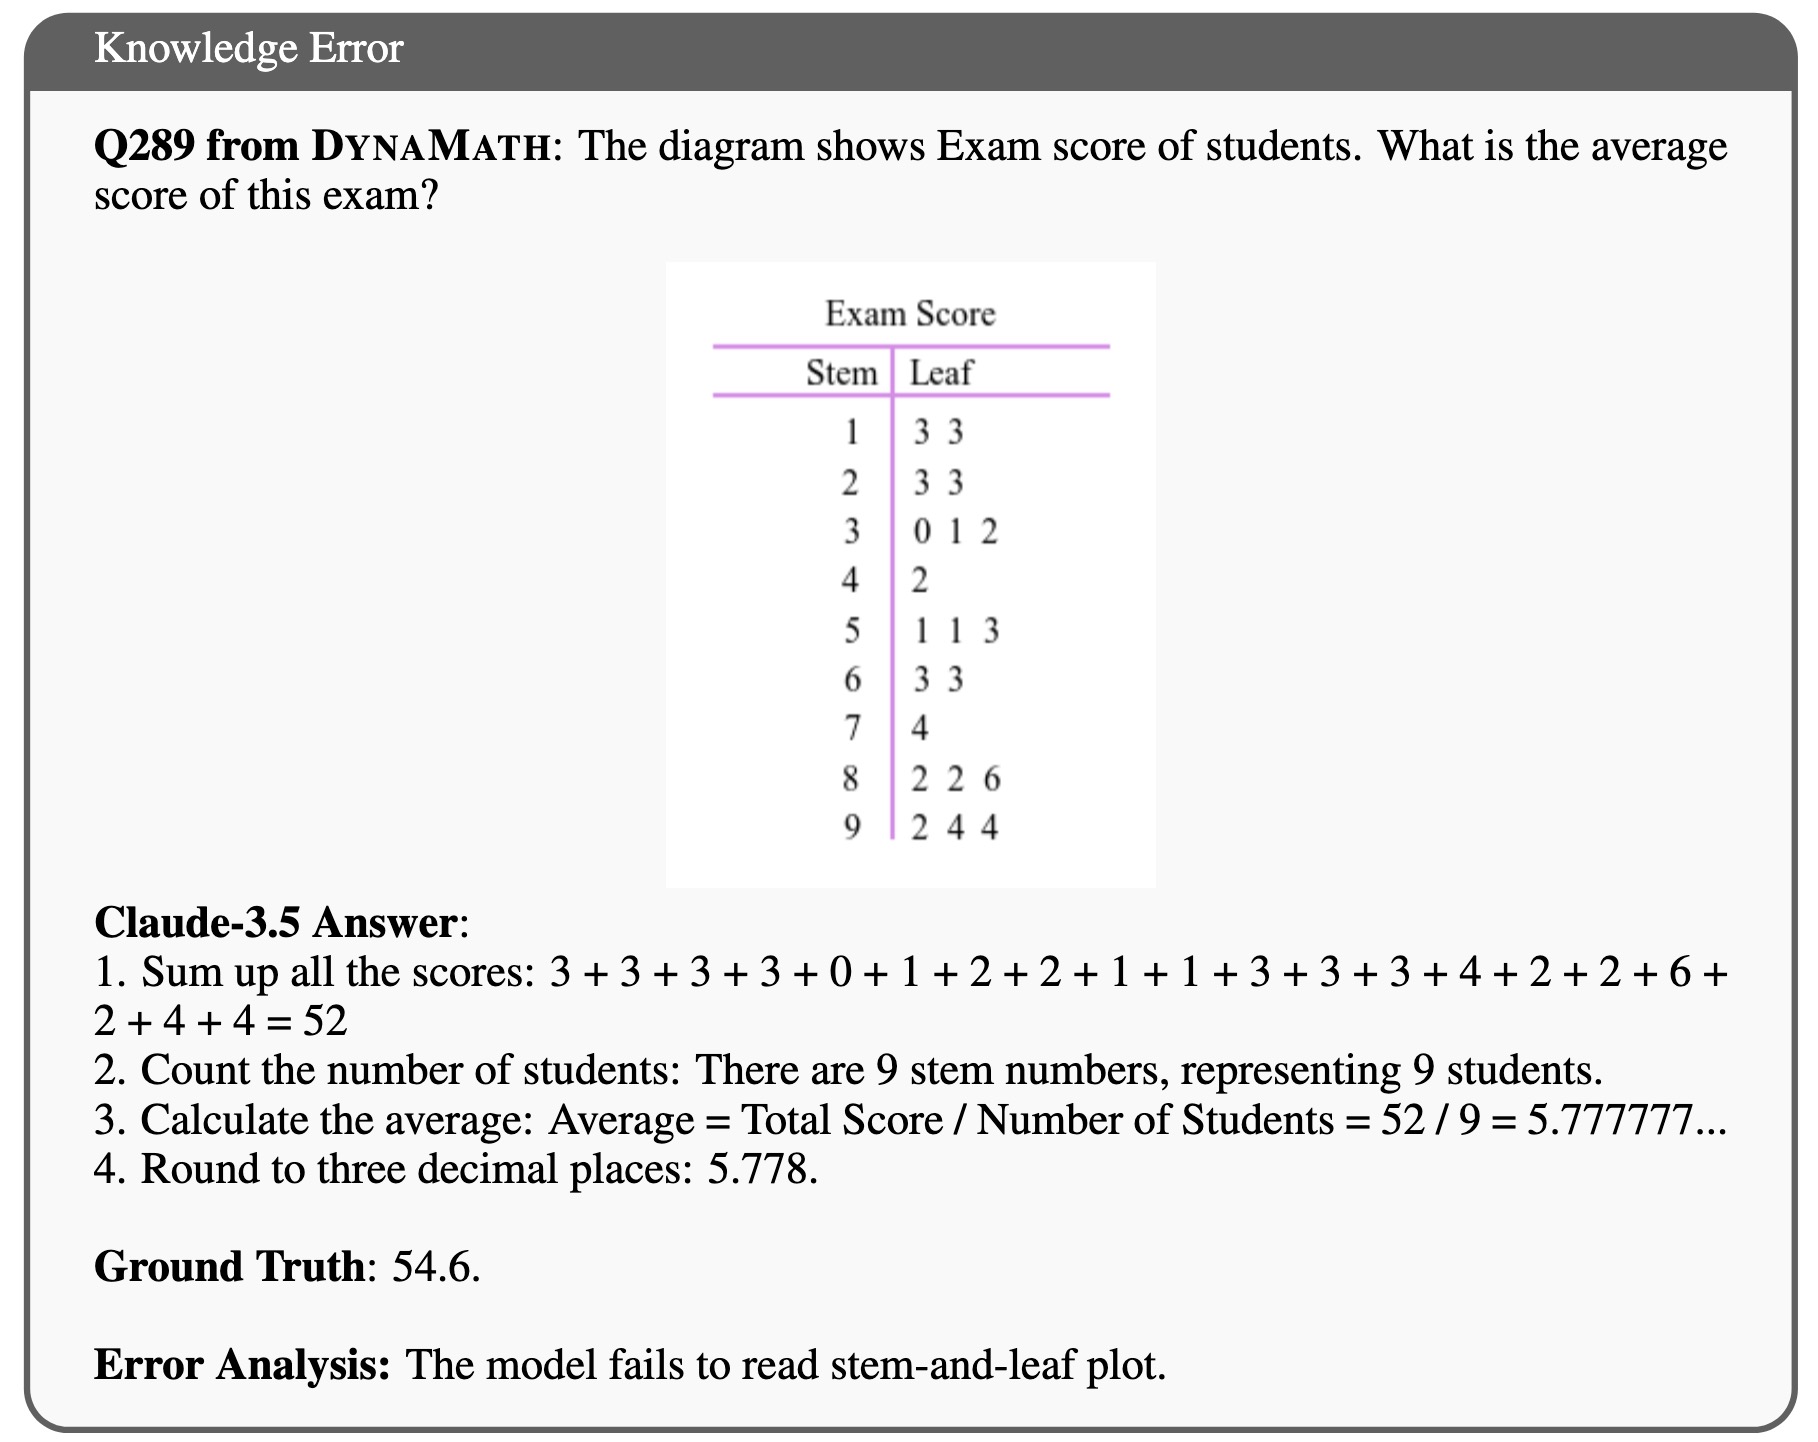 Knowledge Error
Q289 from DYNAMATH: The diagram shows Exam score of students. What is the average
score of this exam?
Exam Score
Stem Leaf
1 3 3
2 3 3
3 0 1 2
4 2
5 1 1 3
6 3 3
7 4
8 2 2 6
9 2 4 4
Claude-3.5 Answer:
1. Sum up all the scores: 3 + 3 + 3 + 3 + 0 + 1 + 2 + 2 + 1 + 1 + 3 + 3 + 3 + 4 + 2 + 2 + 6 +
2 + 4 + 4 = 52
2. Count the number of students: There are 9 stem numbers, representing 9 students.
3. Calculate the average: Average = Total Score / Number of Students = 52 / 9 = 5.777777...
4. Round to three decimal places: 5.778.
Ground Truth: 54.6.
Error Analysis: The model fails to read stem-and-leaf plot.